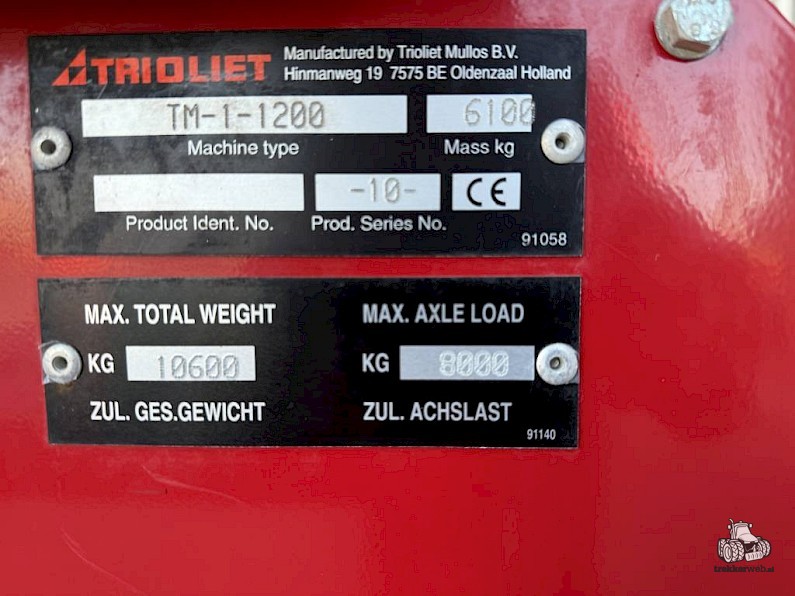 TRIOLIET
Manufactured by Trioliet Mullos B.V.
Hinmanweg 19 7575 BE Oldenzaal Holland
TM-1-1200 6100
Machine type Mass kg
-10- CE
Product Ident. No. Prod. Series No.
91058
MAX. TOTAL WEIGHT MAX. AXLE LOAD
KG 10600 KG 8000
ZUL. GES.GEWICHT ZUL. ACHSLAST
91140
trekkerweb.nl